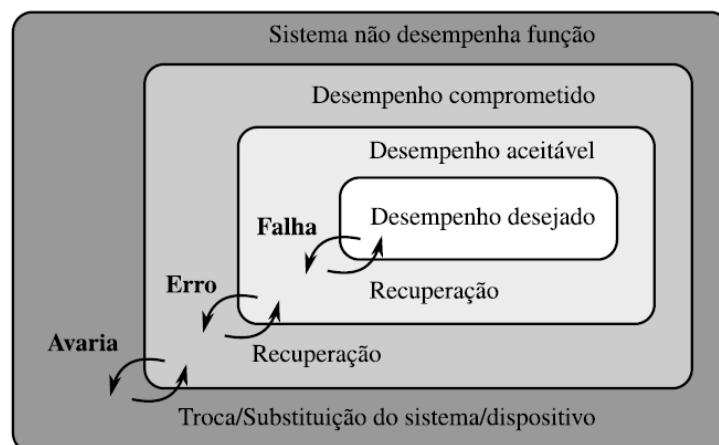 Sistema não desempenha função
Desempenho comprometido
Desempenho aceitável
Desempenho desejado
Falha
Recuperação
Erro
Recuperação
Avaria
Troca/Substituição do sistema/dispositivo